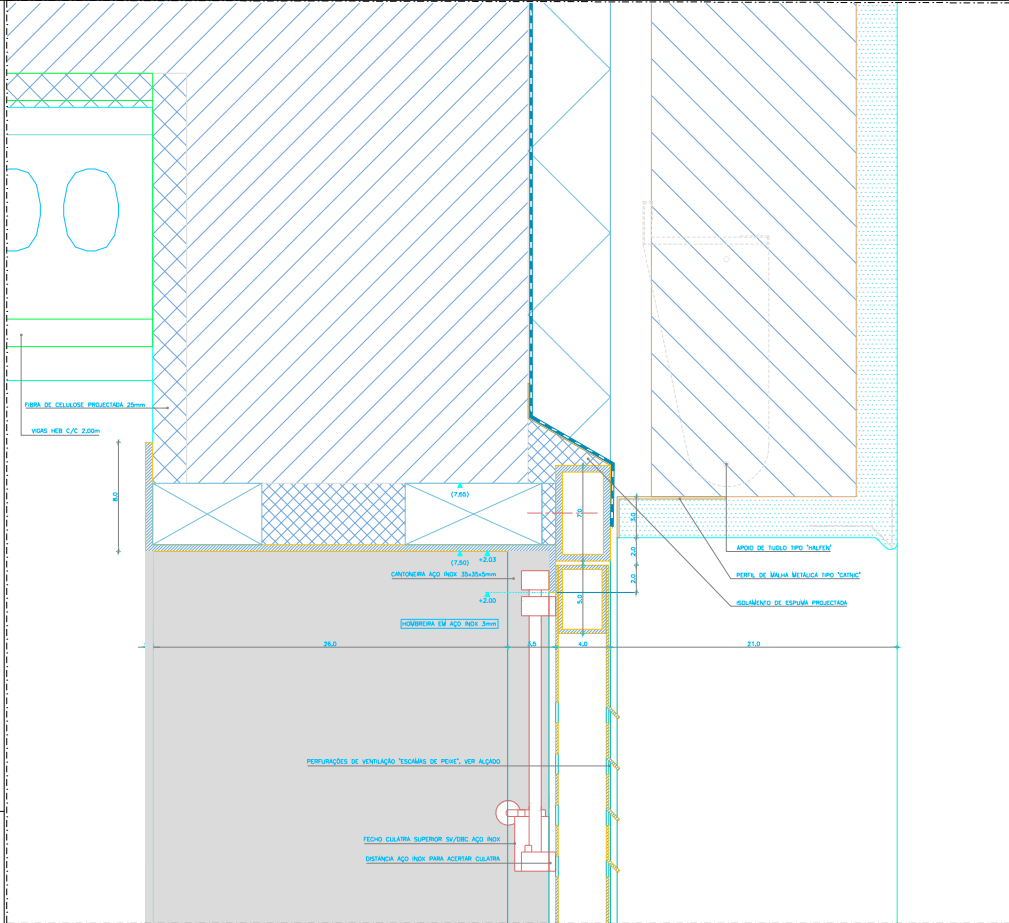 FIBRA DE CELULOSE PROJECTADA 25mm
VIGAS HEB C/C 2.00m
8.0
(7.55)
7.0
3.0
2.0
APOIO DE TIJOLO TIPO "HALFEN"
(7.50)
+2.03
CANTONEIRA AÇO INOX 35x35x5mm
2.0
PERFIL DE MALHA METÁLICA TIPO "CATNIC"
+2.00
5.0
ISOLAMENTO DE ESPUMA PROJECTADA
HOMBREIRA EM AÇO INOX 3mm
26.0
3.5
4.0
21.0
PERFURAÇÕES DE VENTILAÇÃO "ESCAMAS DE PEIXE", VER ALÇADO
FECHO CULATRA SUPERIOR SV/DBC AÇO INOX
DISTANCIA AÇO INOX PARA ACERTAR CULATRA